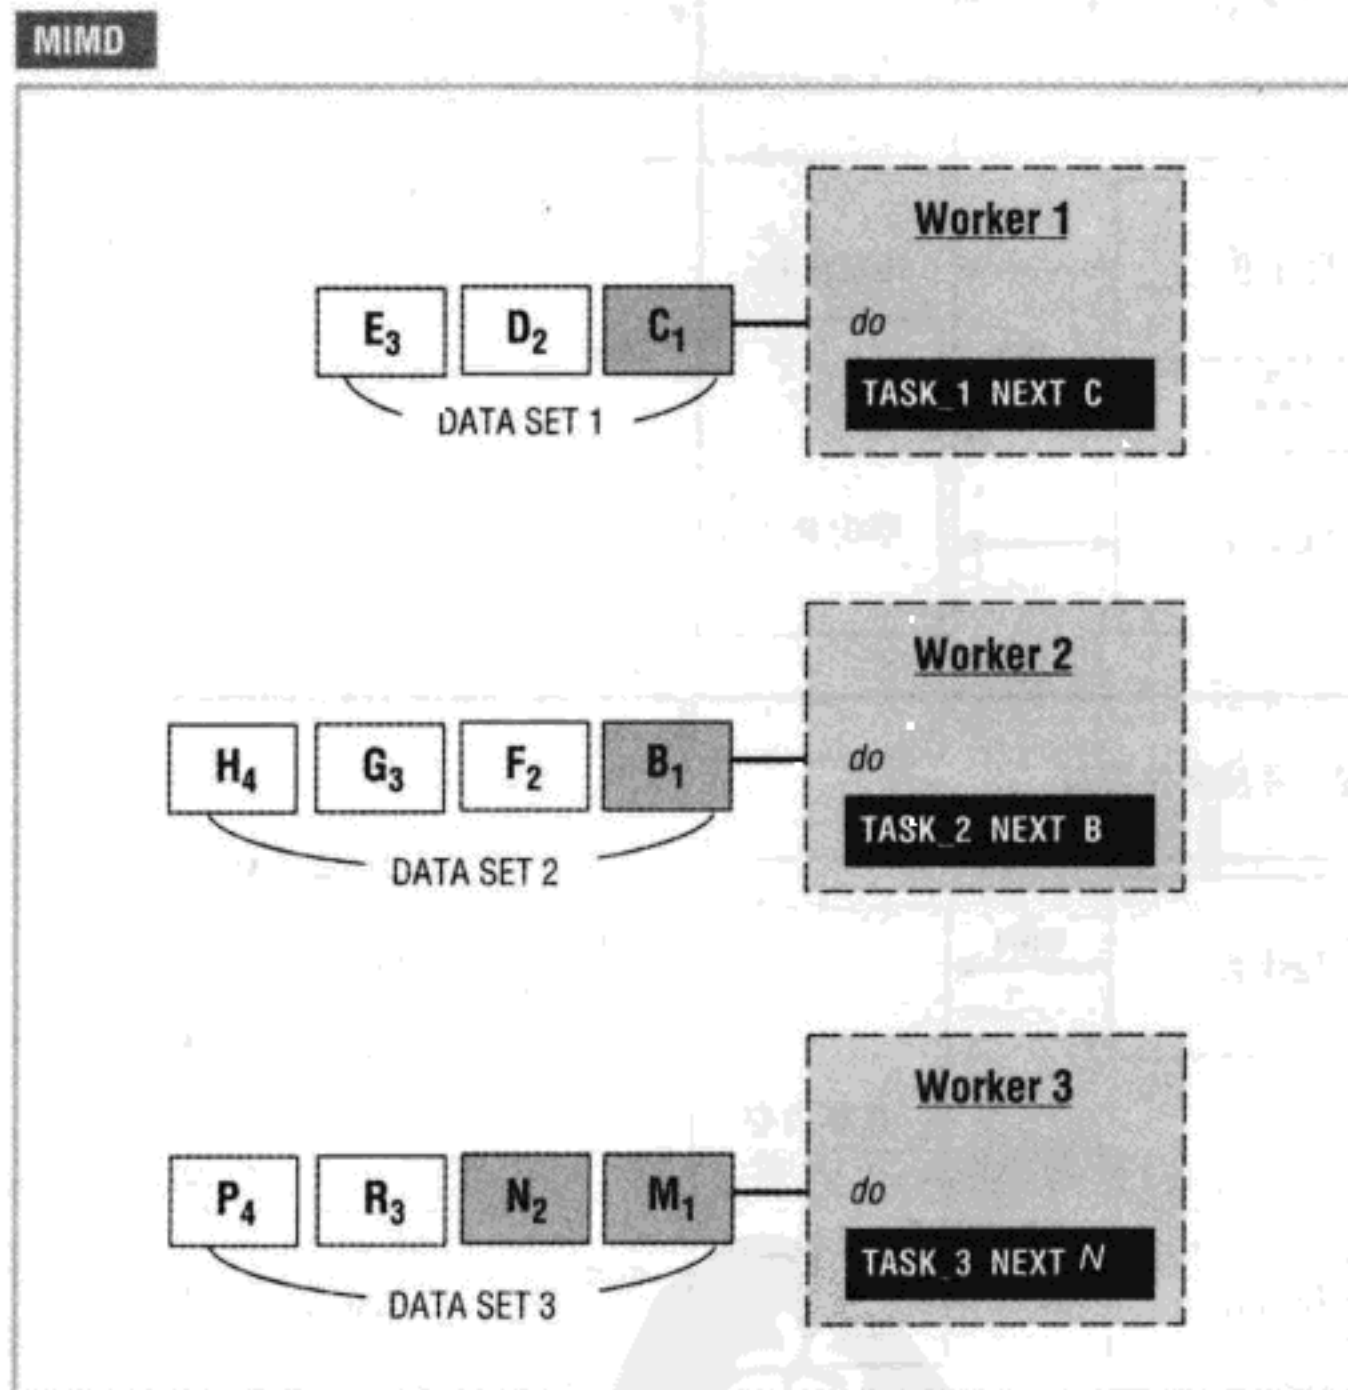 MIMD
Worker 1
E3 D2 C1
do
TASK_1 NEXT C
DATA SET 1
Worker 2
H4 G3 F2 B1
do
TASK_2 NEXT B
DATA SET 2
Worker 3
P4 R3 N2 M1
do
TASK_3 NEXT N
DATA SET 3